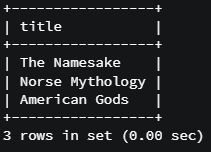 +-----------------+
| title           |
+-----------------+
| The Namesake    |
| Norse Mythology |
| American Gods   |
+-----------------+
3 rows in set (0.00 sec)